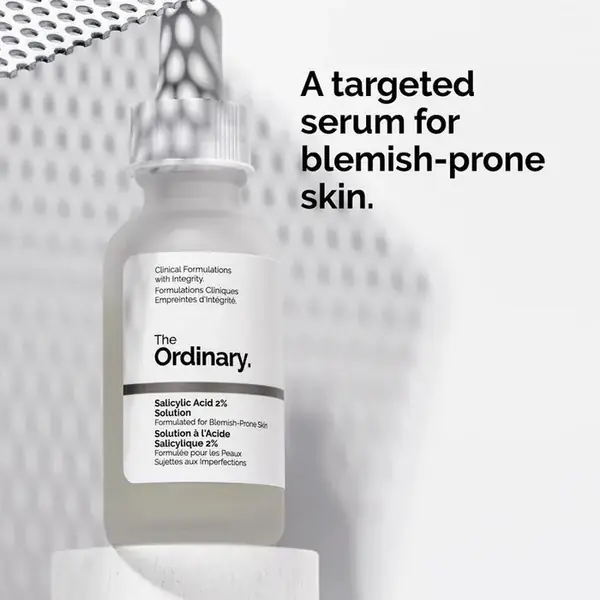 A targeted
serum for
blemish-prone
skin.
Clinical Formulations
with Integrity.
Formulations Cliniques
Empreintes d'Intégrité.
The
Ordinary.
Salicylic Acid 2%
Solution
Formulated for Blemish-Prone Skin
Solution à l'Acide
Salicylique 2%
Formulée pour les Peaux
Sujettes aux Imperfections